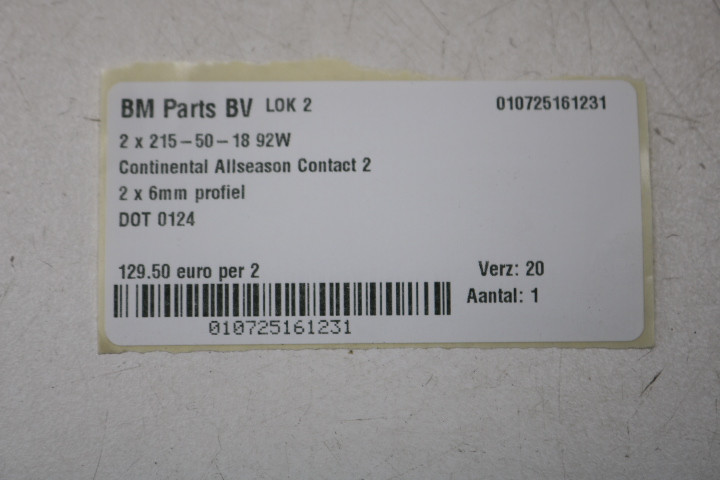 BM Parts BV LOK 2 010725161231
2 x 215-50-18 92W
Continental Allseason Contact 2
2 x 6mm profiel
DOT 0124
129.50 euro per 2 Verz: 20
Aantal: 1
010725161231